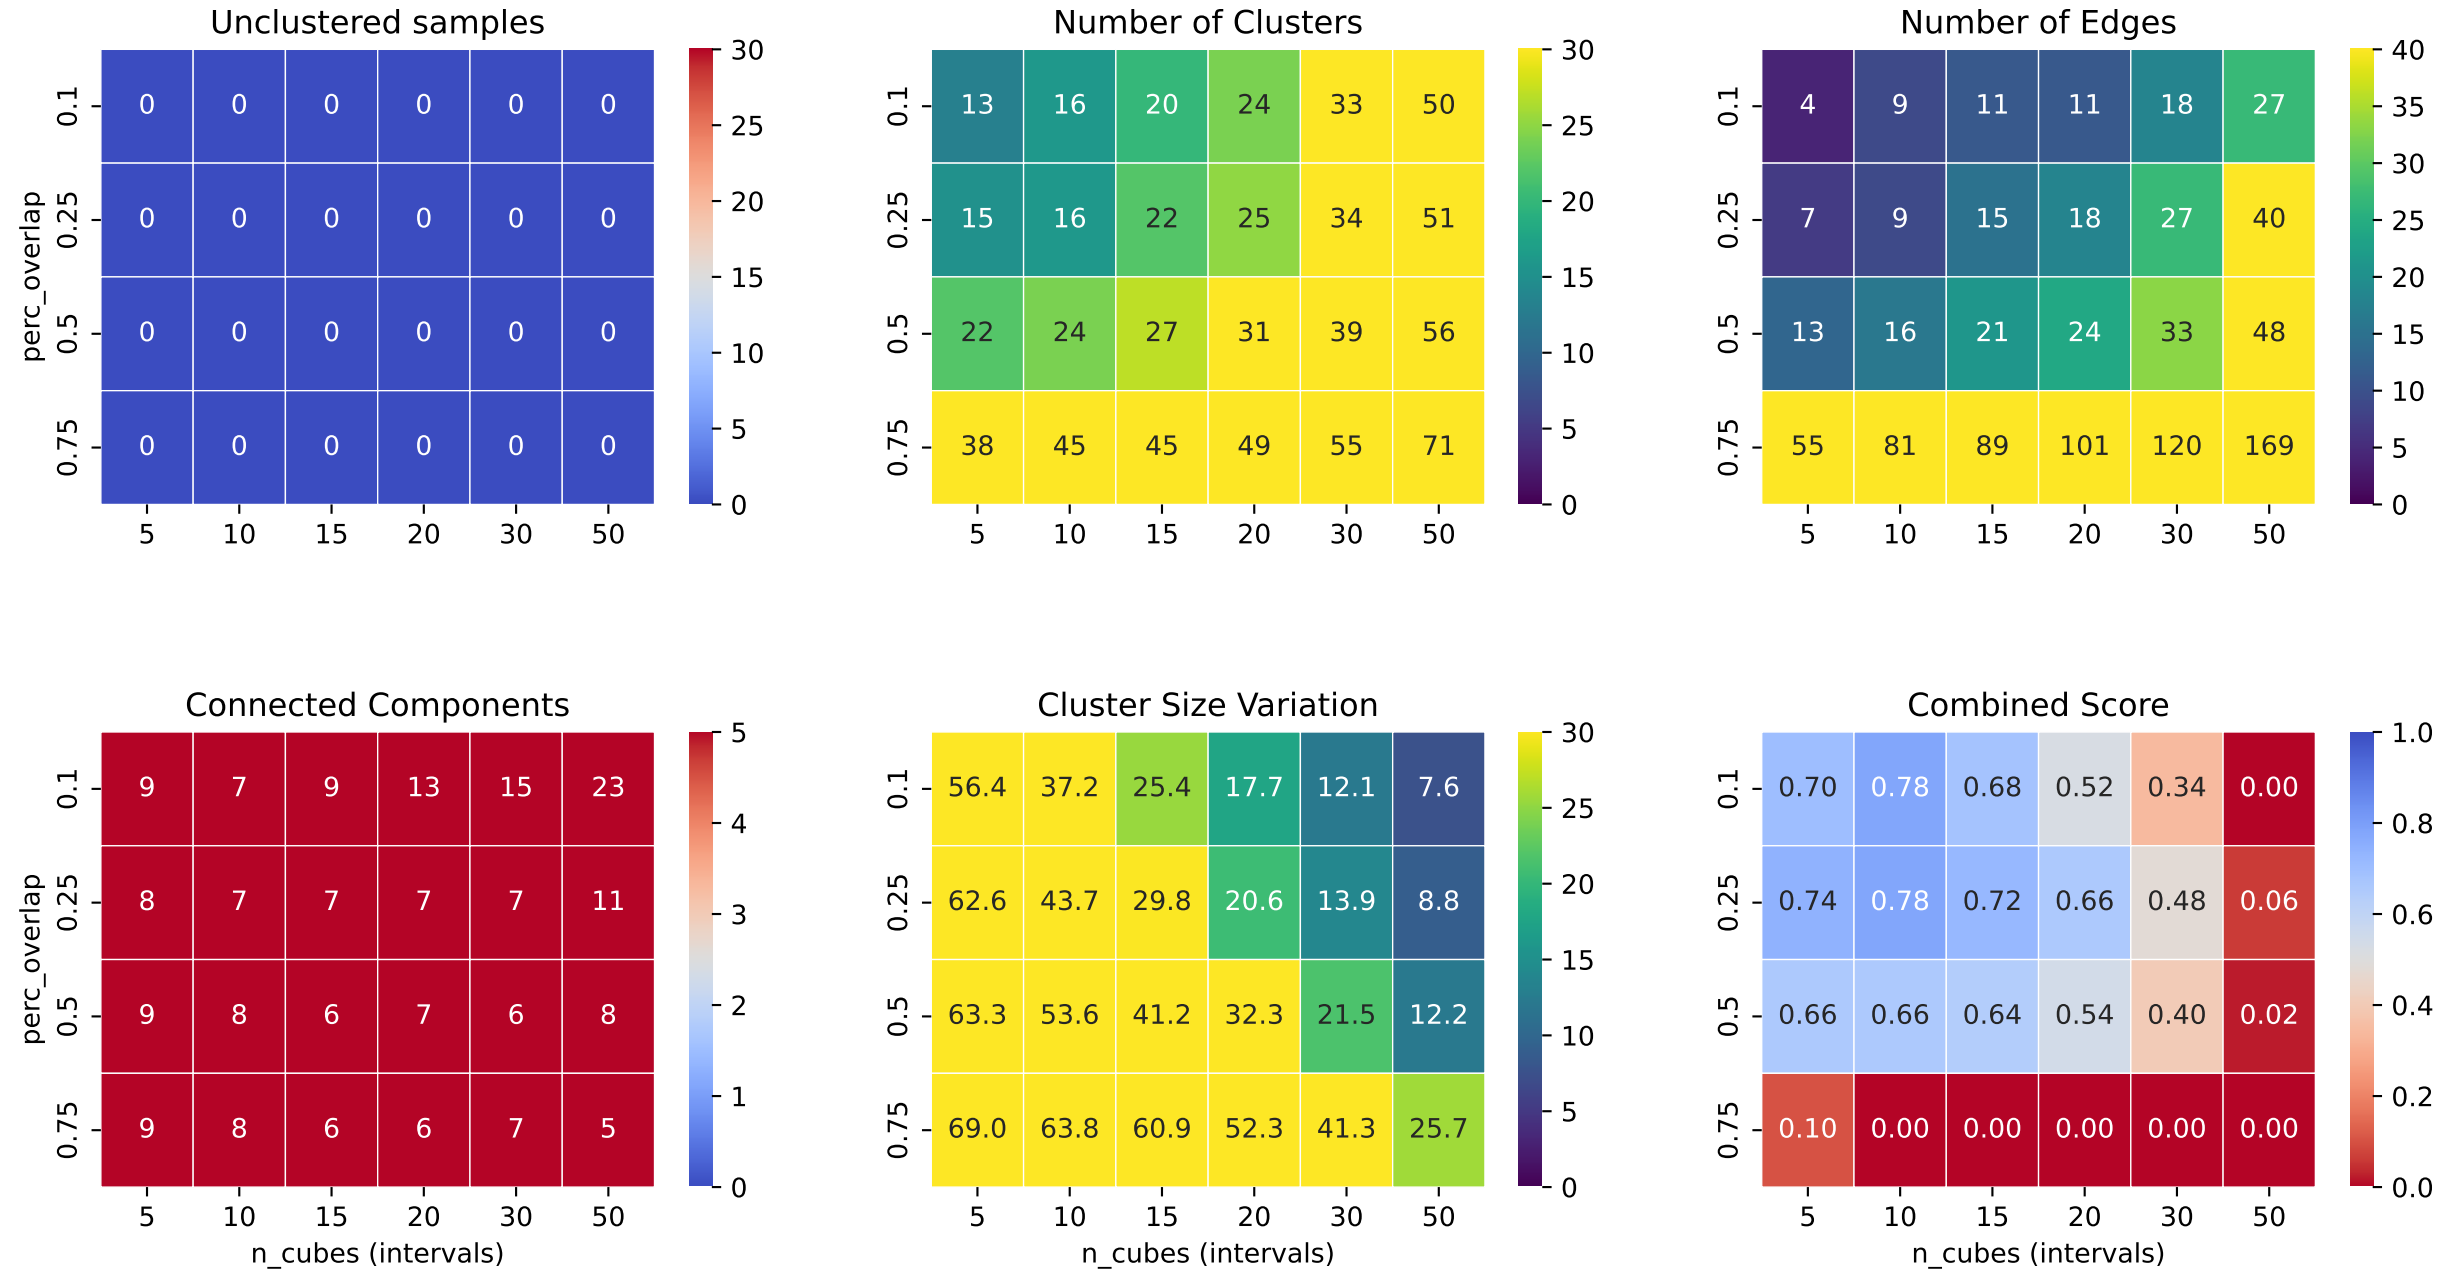 Unclustered samples
perc_overlap
0.1 0 0 0 0 0 0
0.25 0 0 0 0 0 0
0.5 0 0 0 0 0 0
0.75 0 0 0 0 0 0
5 10 15 20 30 50
30
25
20
15
10
5
0
Number of Clusters
0.1 13 16 20 24 33 50
0.25 15 16 22 25 34 51
0.5 22 24 27 31 39 56
0.75 38 45 45 49 55 71
5 10 15 20 30 50
30
25
20
15
10
5
0
Number of Edges
0.1 4 9 11 11 18 27
0.25 7 9 15 18 27 40
0.5 13 16 21 24 33 48
0.75 55 81 89 101 120 169
5 10 15 20 30 50
40
35
30
25
20
15
10
5
0
Connected Components
perc_overlap
0.1 9 7 9 13 15 23
0.25 8 7 7 7 7 11
0.5 9 8 6 7 6 8
0.75 9 8 6 6 7 5
5 10 15 20 30 50
n_cubes (intervals)
5
4
3
2
1
0
Cluster Size Variation
0.1 56.4 37.2 25.4 17.7 12.1 7.6
0.25 62.6 43.7 29.8 20.6 13.9 8.8
0.5 63.3 53.6 41.2 32.3 21.5 12.2
0.75 69.0 63.8 60.9 52.3 41.3 25.7
5 10 15 20 30 50
n_cubes (intervals)
30
25
20
15
10
5
0
Combined Score
0.1 0.70 0.78 0.68 0.52 0.34 0.00
0.25 0.74 0.78 0.72 0.66 0.48 0.06
0.5 0.66 0.66 0.64 0.54 0.40 0.02
0.75 0.10 0.00 0.00 0.00 0.00 0.00
5 10 15 20 30 50
n_cubes (intervals)
1.0
0.8
0.6
0.4
0.2
0.0